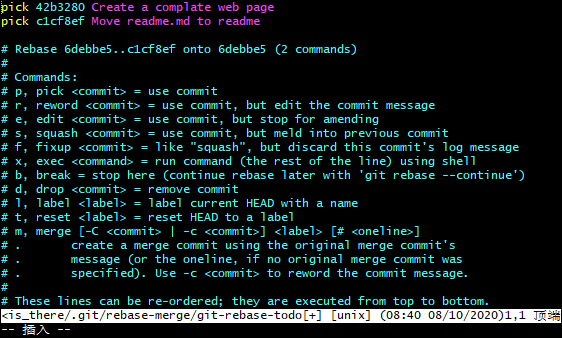 pick 42b3280 Create a complate web page
pick c1cf8ef Move readme.md to readme

# Rebase 6debbe5..c1cf8ef onto 6debbe5 (2 commands)
#
# Commands:
# p, pick <commit> = use commit
# r, reword <commit> = use commit, but edit the commit message
# e, edit <commit> = use commit, but stop for amending
# s, squash <commit> = use commit, but meld into previous commit
# f, fixup <commit> = like "squash", but discard this commit's log message
# x, exec <command> = run command (the rest of the line) using shell
# b, break = stop here (continue rebase later with 'git rebase --continue')
# d, drop <commit> = remove commit
# l, label <label> = label current HEAD with a name
# t, reset <label> = reset HEAD to a label
# m, merge [-C <commit> | -c <commit>] <label> [# <oneline>]
# .       create a merge commit using the original merge commit's
# .       message (or the oneline, if no original merge commit was
# .       specified). Use -c <commit> to reword the commit message.
#
# These lines can be re-ordered; they are executed from top to bottom.
<is_there/.git/rebase-merge/git-rebase-todo[+] [unix] (08:40 08/10/2020)1,1 顶端
-- 插入 --